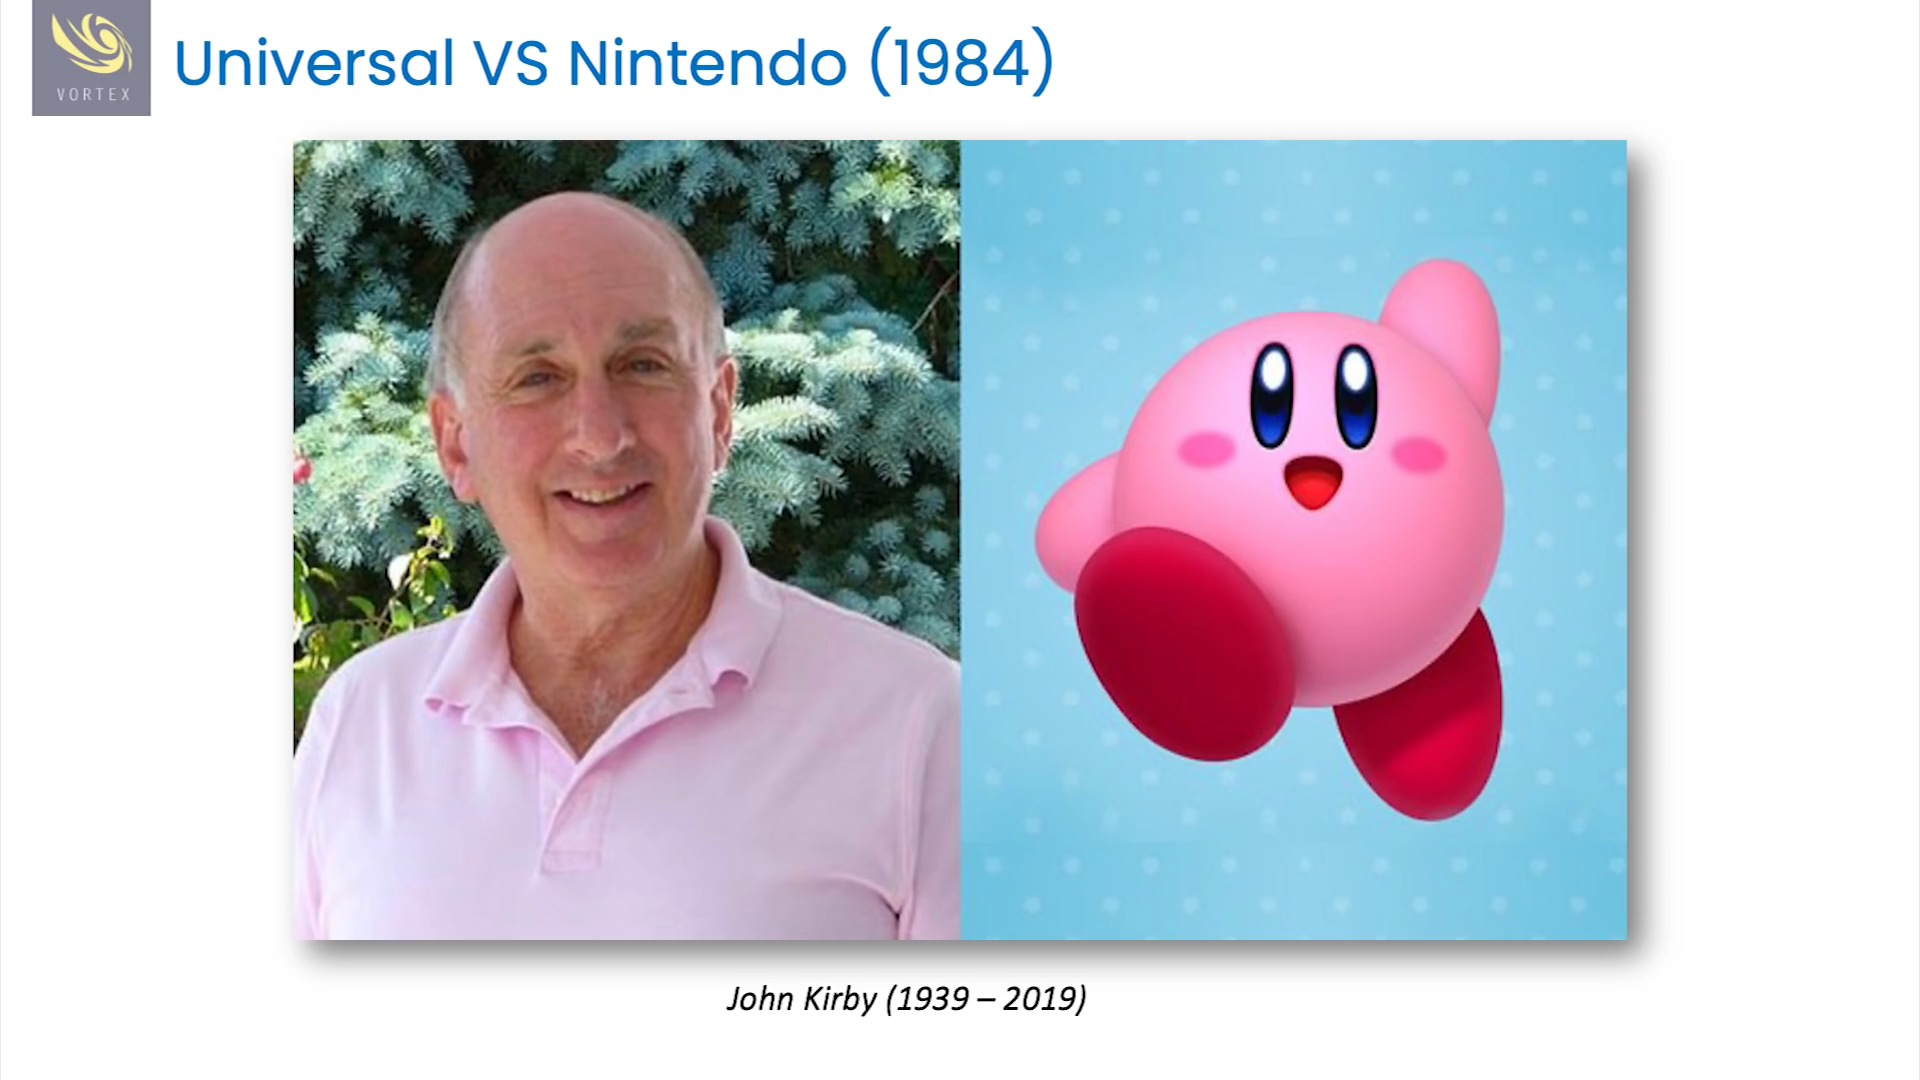 VORTEX
Universal VS Nintendo (1984)
John Kirby (1939 – 2019)